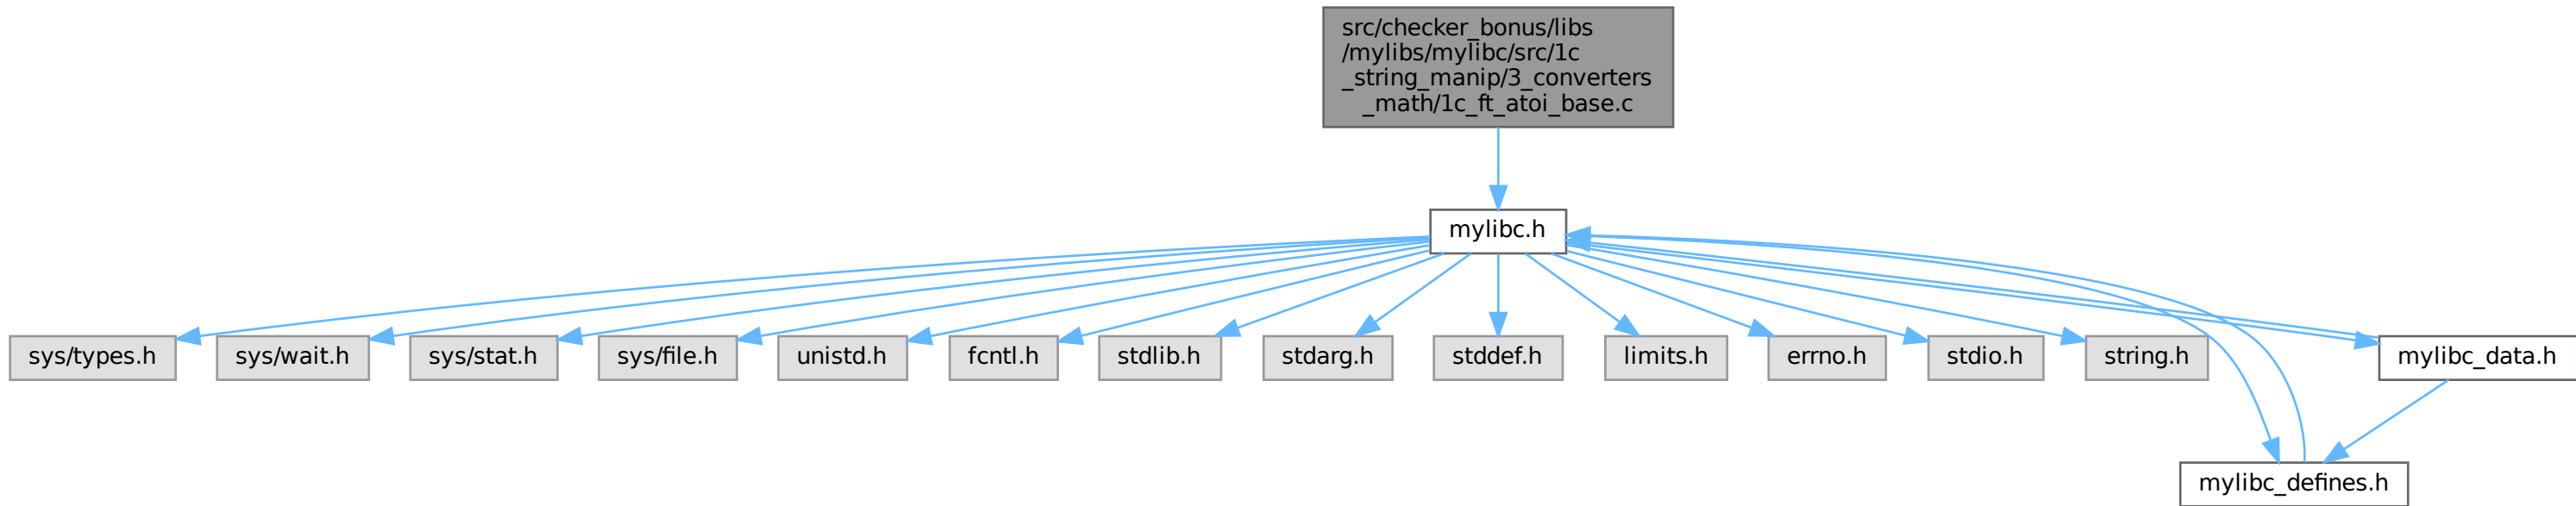 src/checker_bonus/libs
/mylibs/mylibc/src/1c
_string_manip/3_converters
_math/1c_ft_atoi_base.c
mylibc.h
sys/types.h
sys/wait.h
sys/stat.h
sys/file.h
unistd.h
fcntl.h
stdlib.h
stdarg.h
stddef.h
limits.h
errno.h
stdio.h
string.h
mylibc_data.h
mylibc_defines.h